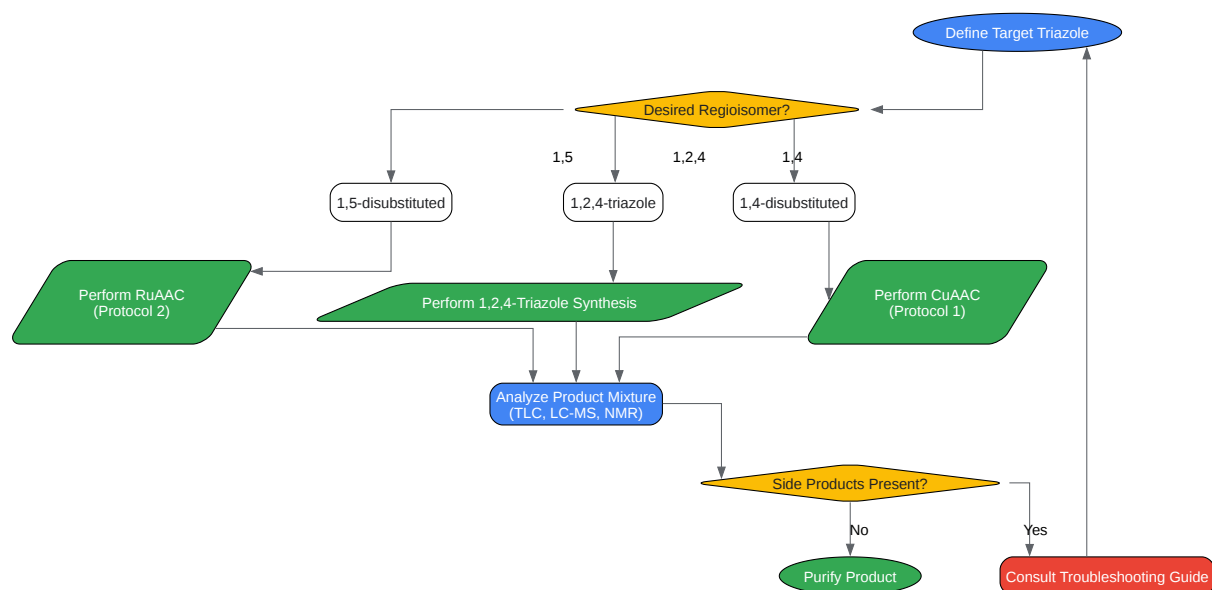 Define Target Triazole
Desired Regioisomer?
1,5
1,2,4
1,4
1,5-disubstituted
1,2,4-triazole
1,4-disubstituted
Perform RuAAC
(Protocol 2)
Perform 1,2,4-Triazole Synthesis
Perform CuAAC
(Protocol 1)
Analyze Product Mixture
(TLC, LC-MS, NMR)
Side Products Present?
No
Yes
Purify Product
Consult Troubleshooting Guide